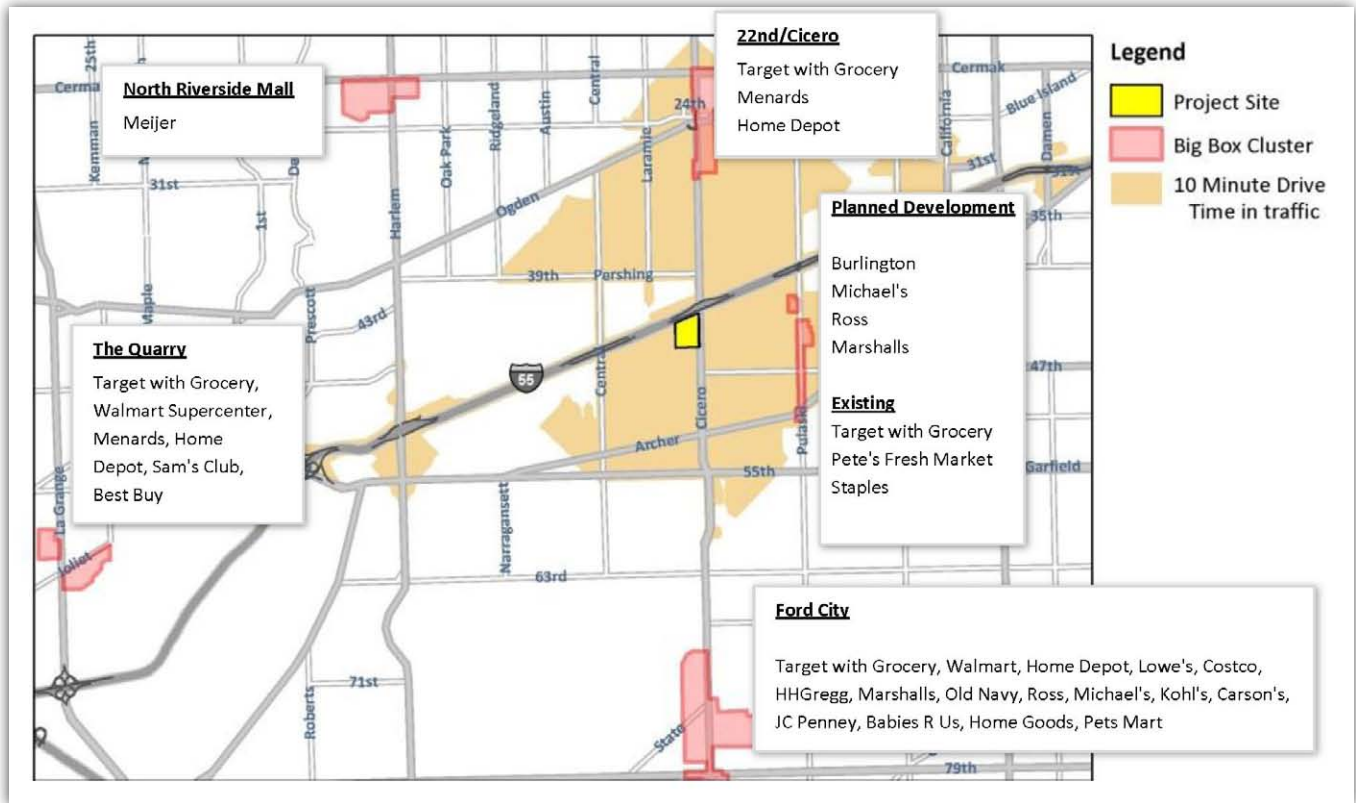 22nd/Cicero
Target with Grocery
Menards
Home Depot
Legend
Project Site
Big Box Cluster
10 Minute Drive
Time in traffic
North Riverside Mall
Meijer
Planned Development
Burlington
Michael's
Ross
Marshalls
Existing
Target with Grocery
Pete's Fresh Market
Staples
The Quarry
Target with Grocery,
Walmart Supercenter,
Menards, Home
Depot, Sam's Club,
Best Buy
Ford City
Target with Grocery, Walmart, Home Depot, Lowe's, Costco,
HHGregg, Marshalls, Old Navy, Ross, Michael's, Kohl's, Carson's,
JC Penney, Babies R Us, Home Goods, Pets Mart
25th
Cerma
Kemman
31st
1st
Maple
Prescott
43rd
Harlem
Oak Park
Ridgeland
Austin
Central
Laramie
24th
Ogden
39th
Pershing
Cermak
Blue Island
California
Damen
31st
31st
35th
55
Central
Cicero
Pulaski
47th
Archer
55th
Garfield
Narragansett
63rd
La Grange
Joliet
71st
Roberts
State
79th